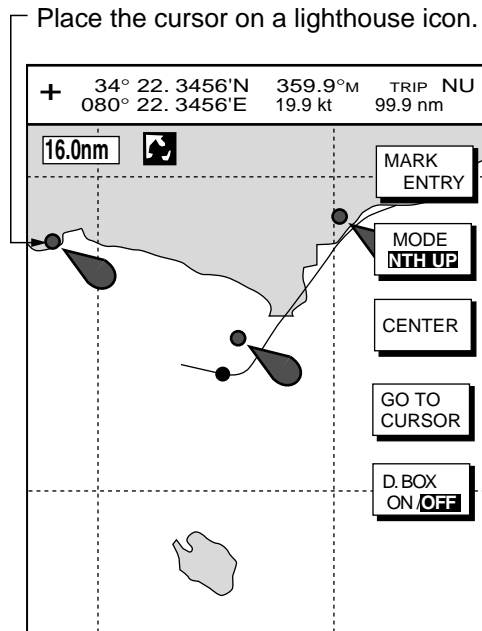 Place the cursor on a lighthouse icon.
+ 34° 22. 3456'N 359.9°M TRIP NU
080° 22. 3456'E 19.9 kt 99.9 nm
16.0nm
MARK
ENTRY
MODE
NTH UP
CENTER
GO TO
CURSOR
D. BOX
ON /OFF